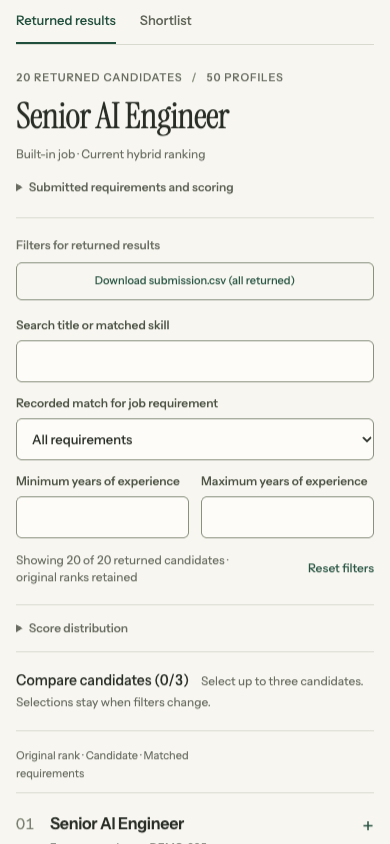 Returned results Shortlist
20 RETURNED CANDIDATES / 50 PROFILES
Senior AI Engineer
Built-in job · Current hybrid ranking
Submitted requirements and scoring
Filters for returned results
Download submission.csv (all returned)
Search title or matched skill
Recorded match for job requirement
All requirements
Minimum years of experience Maximum years of experience
Showing 20 of 20 returned candidates ·
original ranks retained
Reset filters
Score distribution
Compare candidates (0/3) Select up to three candidates.
Selections stay when filters change.
Original rank · Candidate · Matched
requirements
01 Senior AI Engineer +